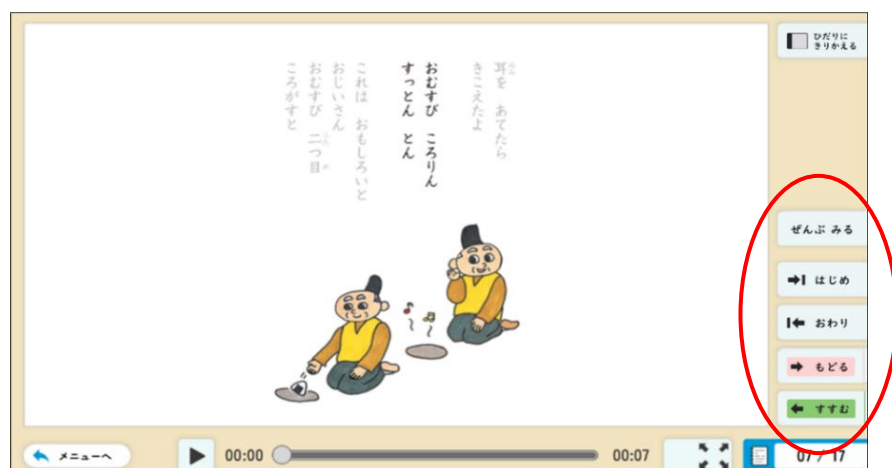 耳を あてたら
きこえたよ
おむすび ころりん
すっとん とん
これは おもしろいと
おじいさん
おむすび 二つ目
ころがすと
ひだりに
きりかえる
ぜんぶ みる
はじめ
おわり
もどる
すすむ
メニューへ
00:00
00:07
07 / 17